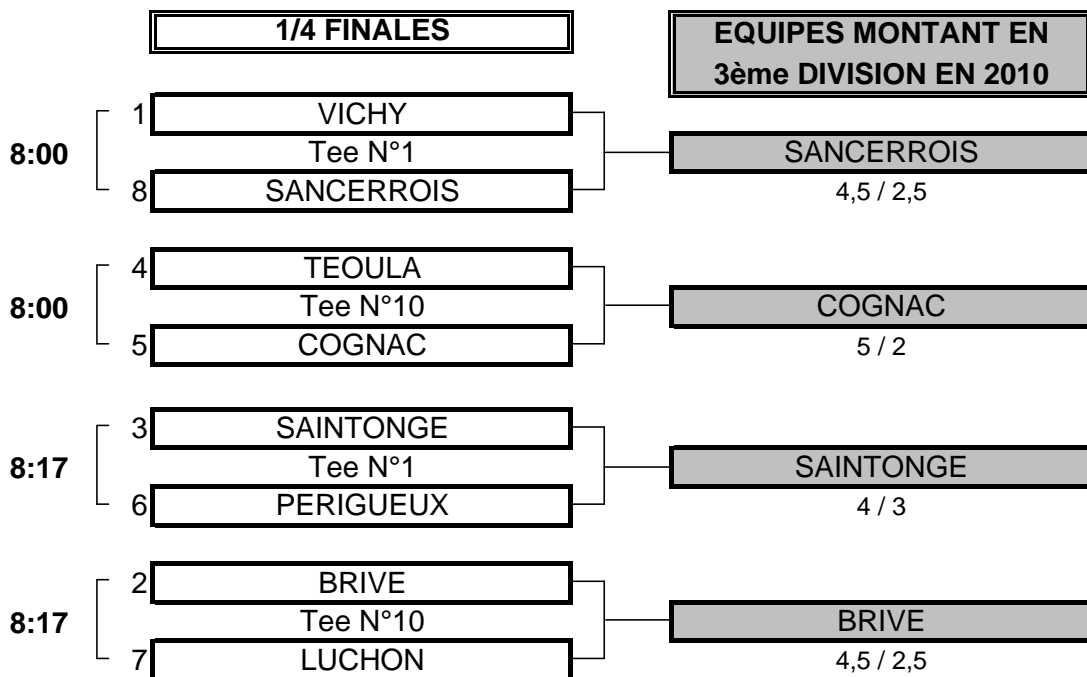 1/4 FINALES
EQUIPES MONTANT EN
3ème DIVISION EN 2010
1 VICHY
8:00 Tee N°1 SANCERROIS
8 SANCERROIS 4,5 / 2,5
4 TEOULA
8:00 Tee N°10 COGNAC
5 COGNAC 5 / 2
3 SAINTONGE
8:17 Tee N°1 SAINTONGE
6 PERIGUEUX 4 / 3
2 BRIVE
8:17 Tee N°10 BRIVE
7 LUCHON 4,5 / 2,5